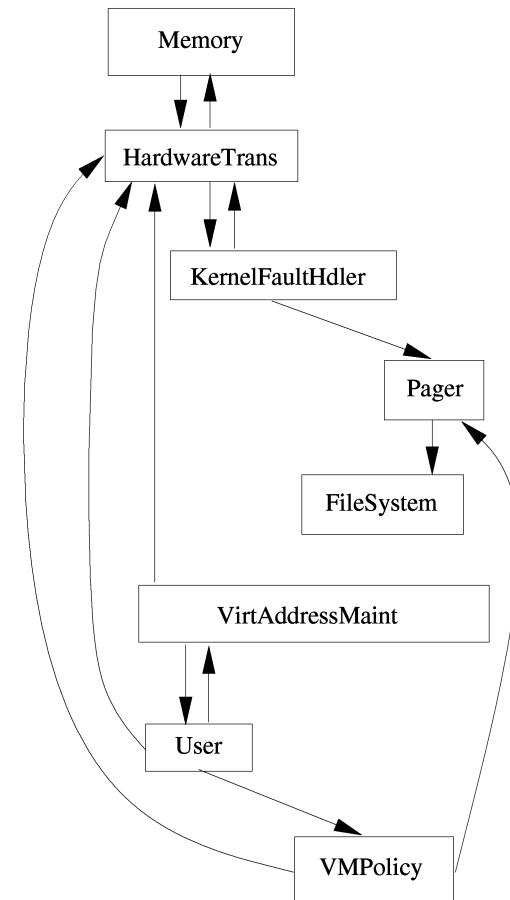 Memory
HardwareTrans
KernelFaultHdler
Pager
FileSystem
VirtAddressMaint
User
VMPolicy